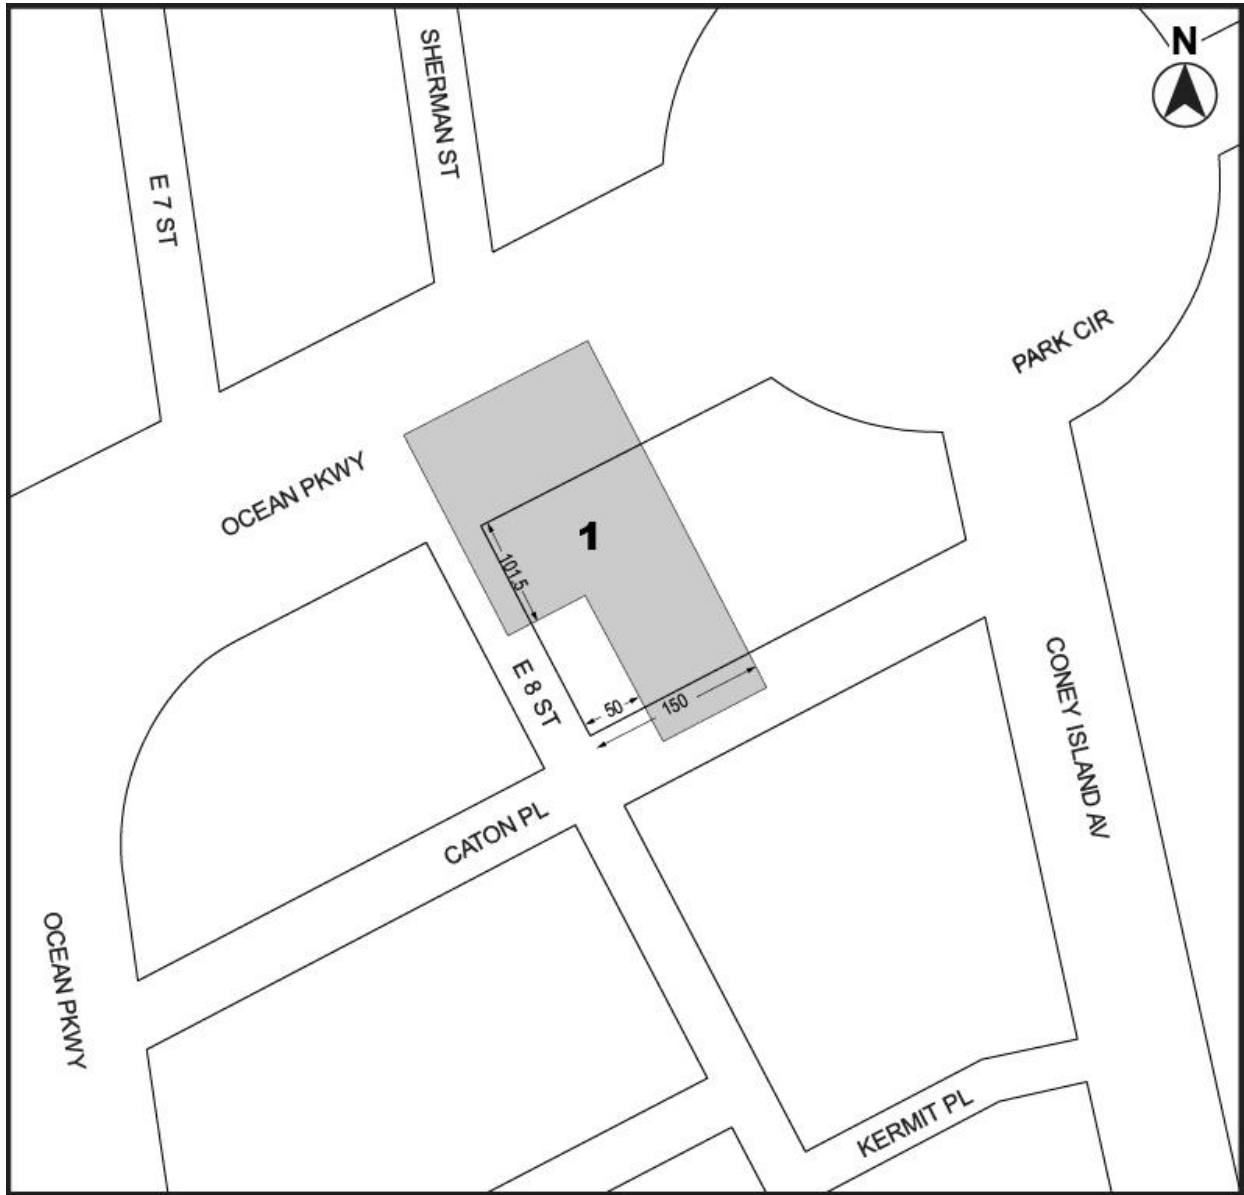 N
SHERMAN ST
E 7 ST
PARK CIR
OCEAN PKWY
1
101.5
E 8 ST
50
150
CONEY ISLAND AV
CATON PL
OCEAN PKWY
KERMIT PL